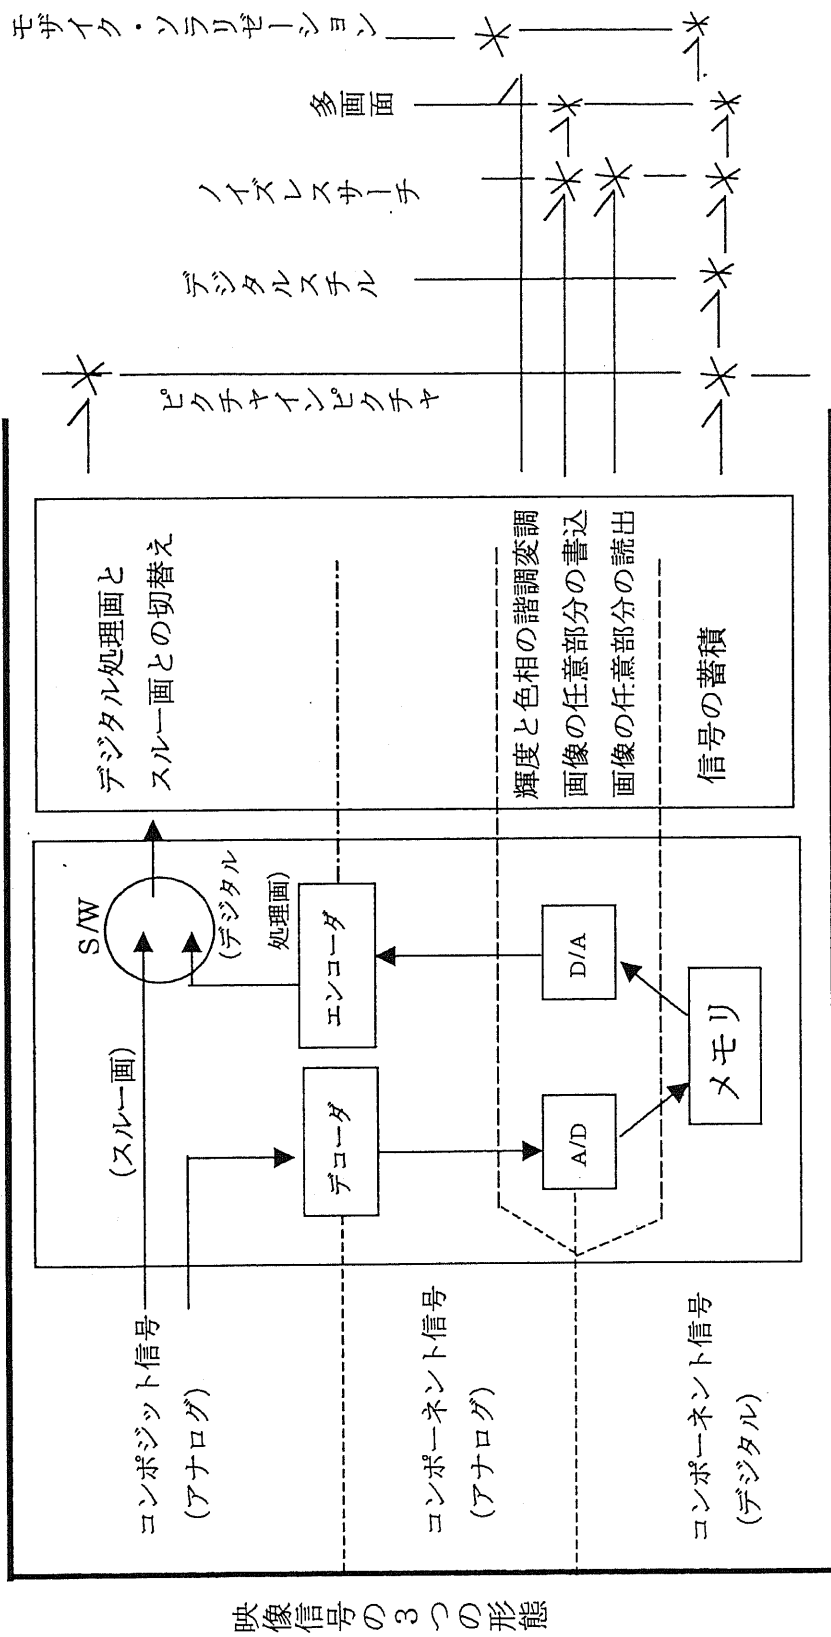 映像信号の3つの形態
コンポジット信号
(アナログ)
コンポーネント信号
(アナログ)
コンポーネント信号
(デジタル)
(スルー画)
S/W
(デジタル
処理画)
デコーダ
エンコーダ
A/D
D/A
メモリ
デジタル処理画と
スルー画との切替え
輝度と色相の諧調変調
画像の任意部分の書込
画像の任意部分の読出
信号の蓄積
ピクチャインピクチャ
デジタルスチル
ノイズレスサーチ
多画面
モザイク・ソラリゼーション